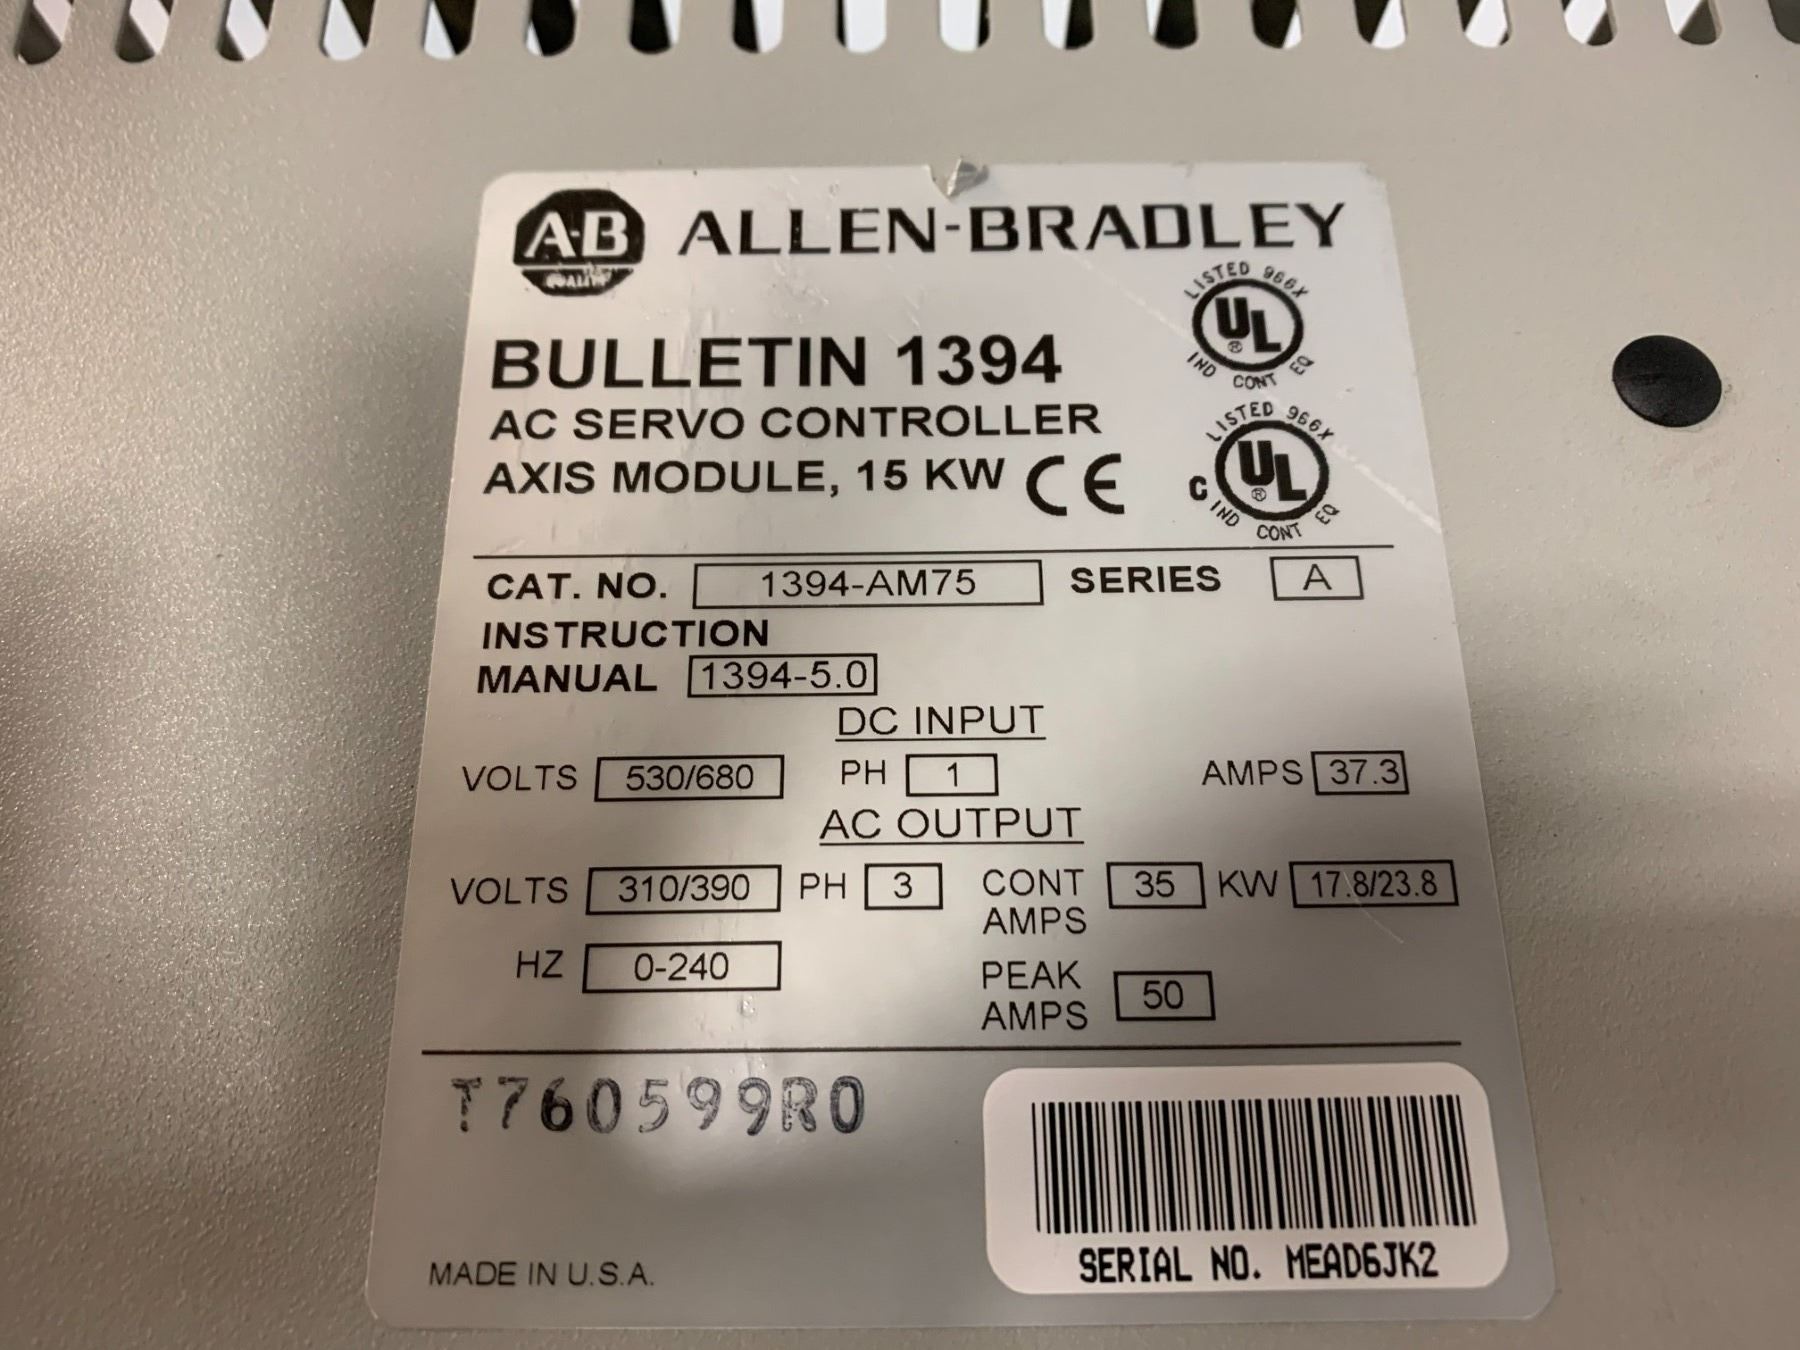 A-B ALLEN-BRADLEY
QUALITY
LISTED 966X
UL
®
IND CONT EQ
BULLETIN 1394
AC SERVO CONTROLLER
AXIS MODULE, 15 KW CE
LISTED 966X
C UL
®
IND CONT EQ
CAT. NO. 1394-AM75 SERIES A
INSTRUCTION
MANUAL 1394-5.0
DC INPUT
VOLTS 530/680 PH 1 AMPS 37.3
AC OUTPUT
VOLTS 310/390 PH 3 CONT AMPS 35 KW 17.8/23.8
HZ 0-240 PEAK AMPS 50
T760599R0
SERIAL NO. MEAD6JK2
MADE IN U.S.A.